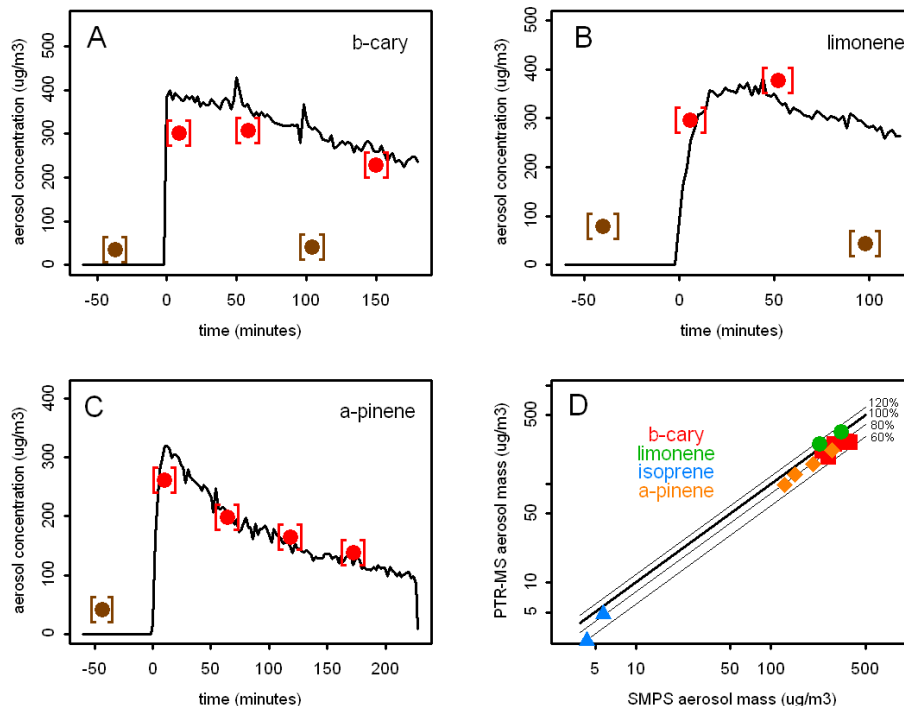 A
b-cary
aerosol concentration (ug/m3)
500
400
300
200
100
0
-50 0 50 100 150
time (minutes)
B
limonene
aerosol concentration (ug/m3)
500
400
300
200
100
0
-50 0 50 100
time (minutes)
C
a-pinene
aerosol concentration (ug/m3)
400
300
200
100
0
-50 0 50 100 150 200
time (minutes)
D
120%
100%
80%
60%
b-cary
limonene
isoprene
a-pinene
PTR-MS aerosol mass (ug/m3)
500
50
10
5
5 10 50 100 500
SMPS aerosol mass (ug/m3)